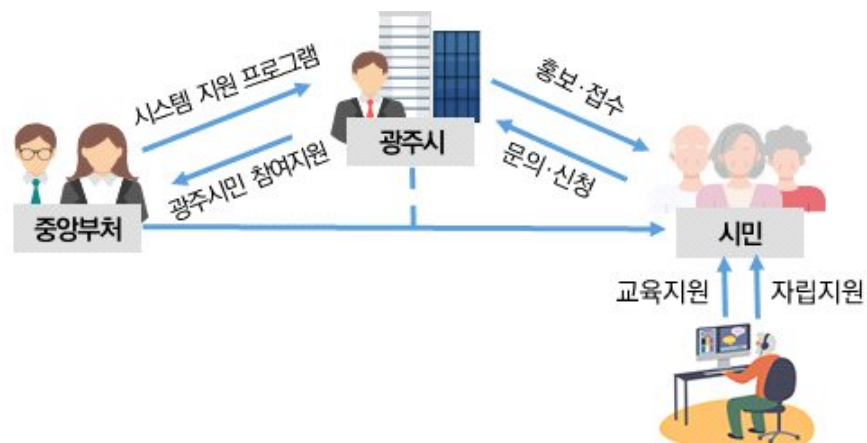 시스템 지원 프로그램
홍보·접수
광주시
광주시민 참여지원
문의·신청
중앙부처
시민
교육지원
자립지원